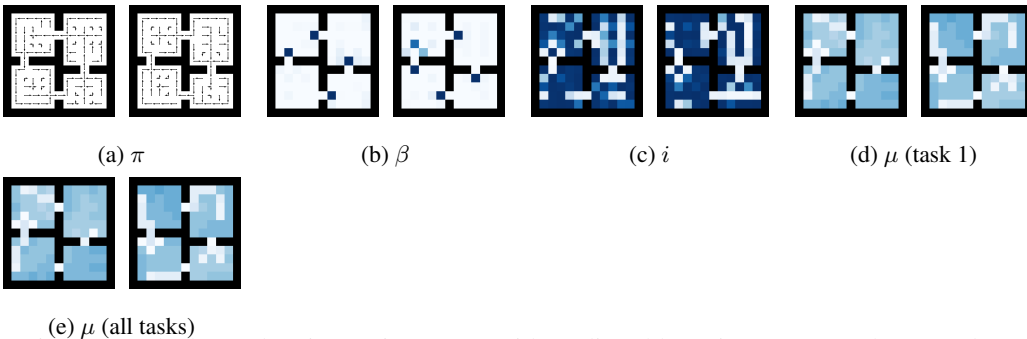 (a) π
(b) β
(c) i
(d) μ (task 1)
(e) μ (all tasks)